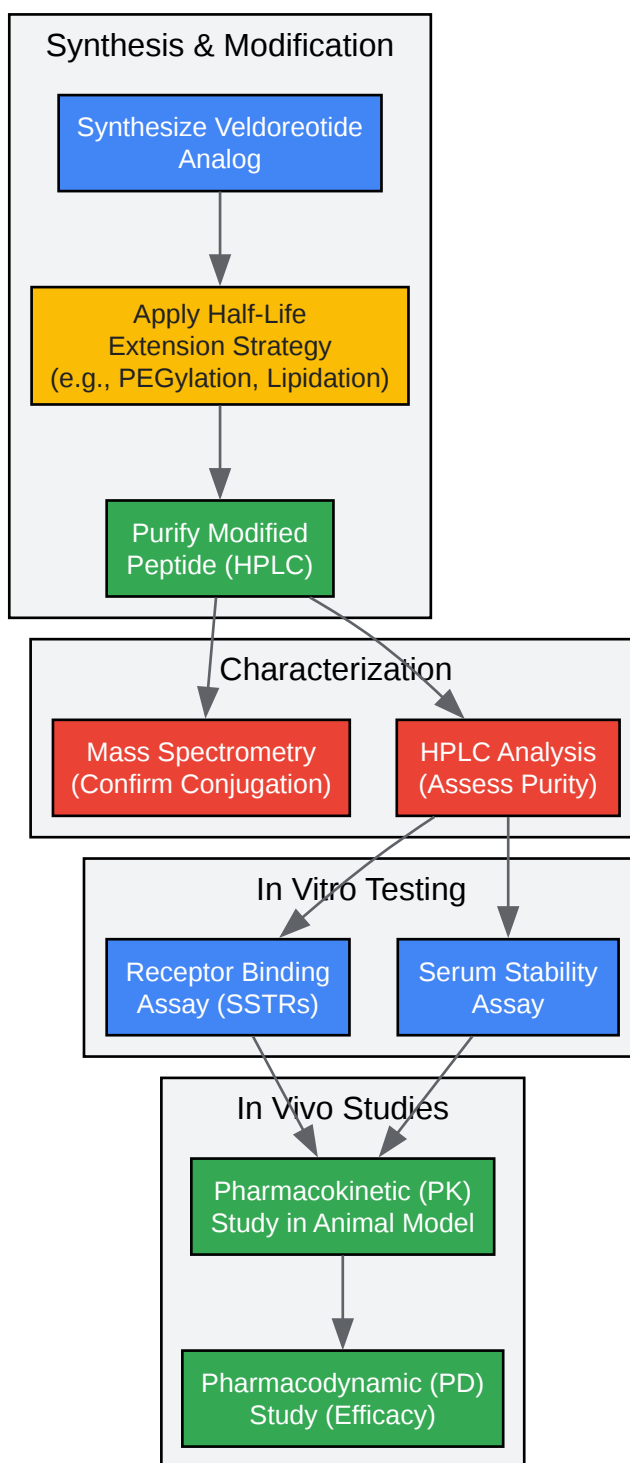 Synthesis & Modification
Synthesize Veldoreotide
Analog
Apply Half-Life
Extension Strategy
(e.g., PEGylation, Lipidation)
Purify Modified
Peptide (HPLC)
Characterization
Mass Spectrometry
(Confirm Conjugation)
HPLC Analysis
(Assess Purity)
In Vitro Testing
Receptor Binding
Assay (SSTRs)
Serum Stability
Assay
In Vivo Studies
Pharmacokinetic (PK)
Study in Animal Model
Pharmacodynamic (PD)
Study (Efficacy)